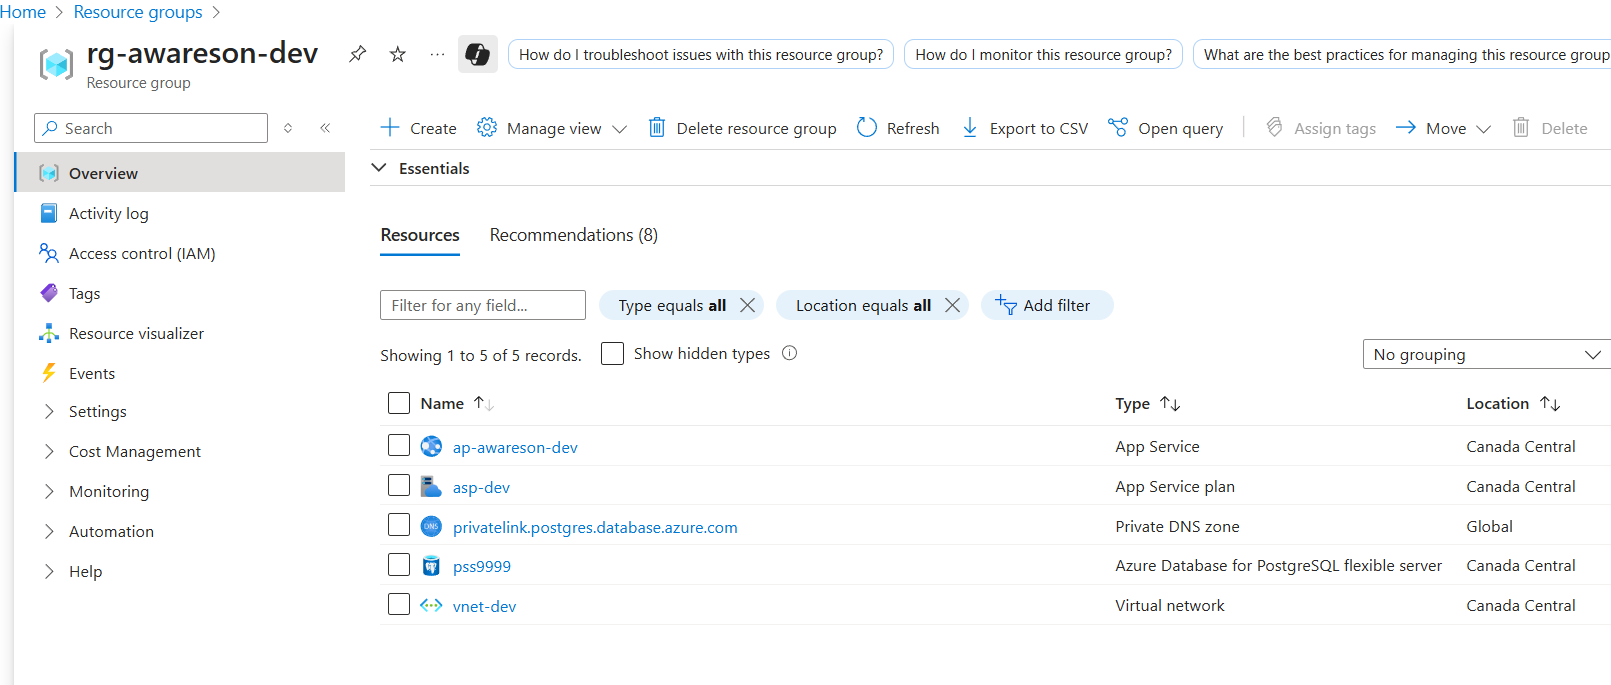 Home > Resource groups >
rg-awareson-dev
Resource group
How do I troubleshoot issues with this resource group?
How do I monitor this resource group?
What are the best practices for managing this resource group
Search
Create
Manage view
Delete resource group
Refresh
Export to CSV
Open query
Assign tags
Move
Delete
Overview
Activity log
Access control (IAM)
Tags
Resource visualizer
Events
Settings
Cost Management
Monitoring
Automation
Help
Essentials
Resources
Recommendations (8)
Filter for any field...
Type equals all
Location equals all
Add filter
Showing 1 to 5 of 5 records.
Show hidden types
No grouping
Name Type Location
ap-awareson-dev App Service Canada Central
asp-dev App Service plan Canada Central
DNS privatelink.postgres.database.azure.com Private DNS zone Global
pss9999 Azure Database for PostgreSQL flexible server Canada Central
vnet-dev Virtual network Canada Central